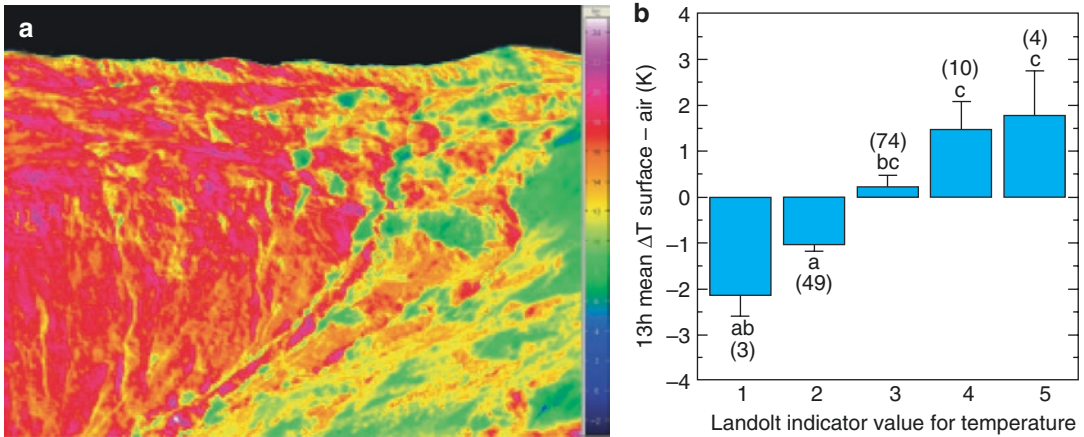 a
24
b
4
3
2
1
0
−1
−2
−3
−4
13h mean ΔT surface – air (K)
ab
(3)
a
(49)
(74)
bc
(10)
c
(4)
c
1 2 3 4 5
Landolt indicator value for temperature